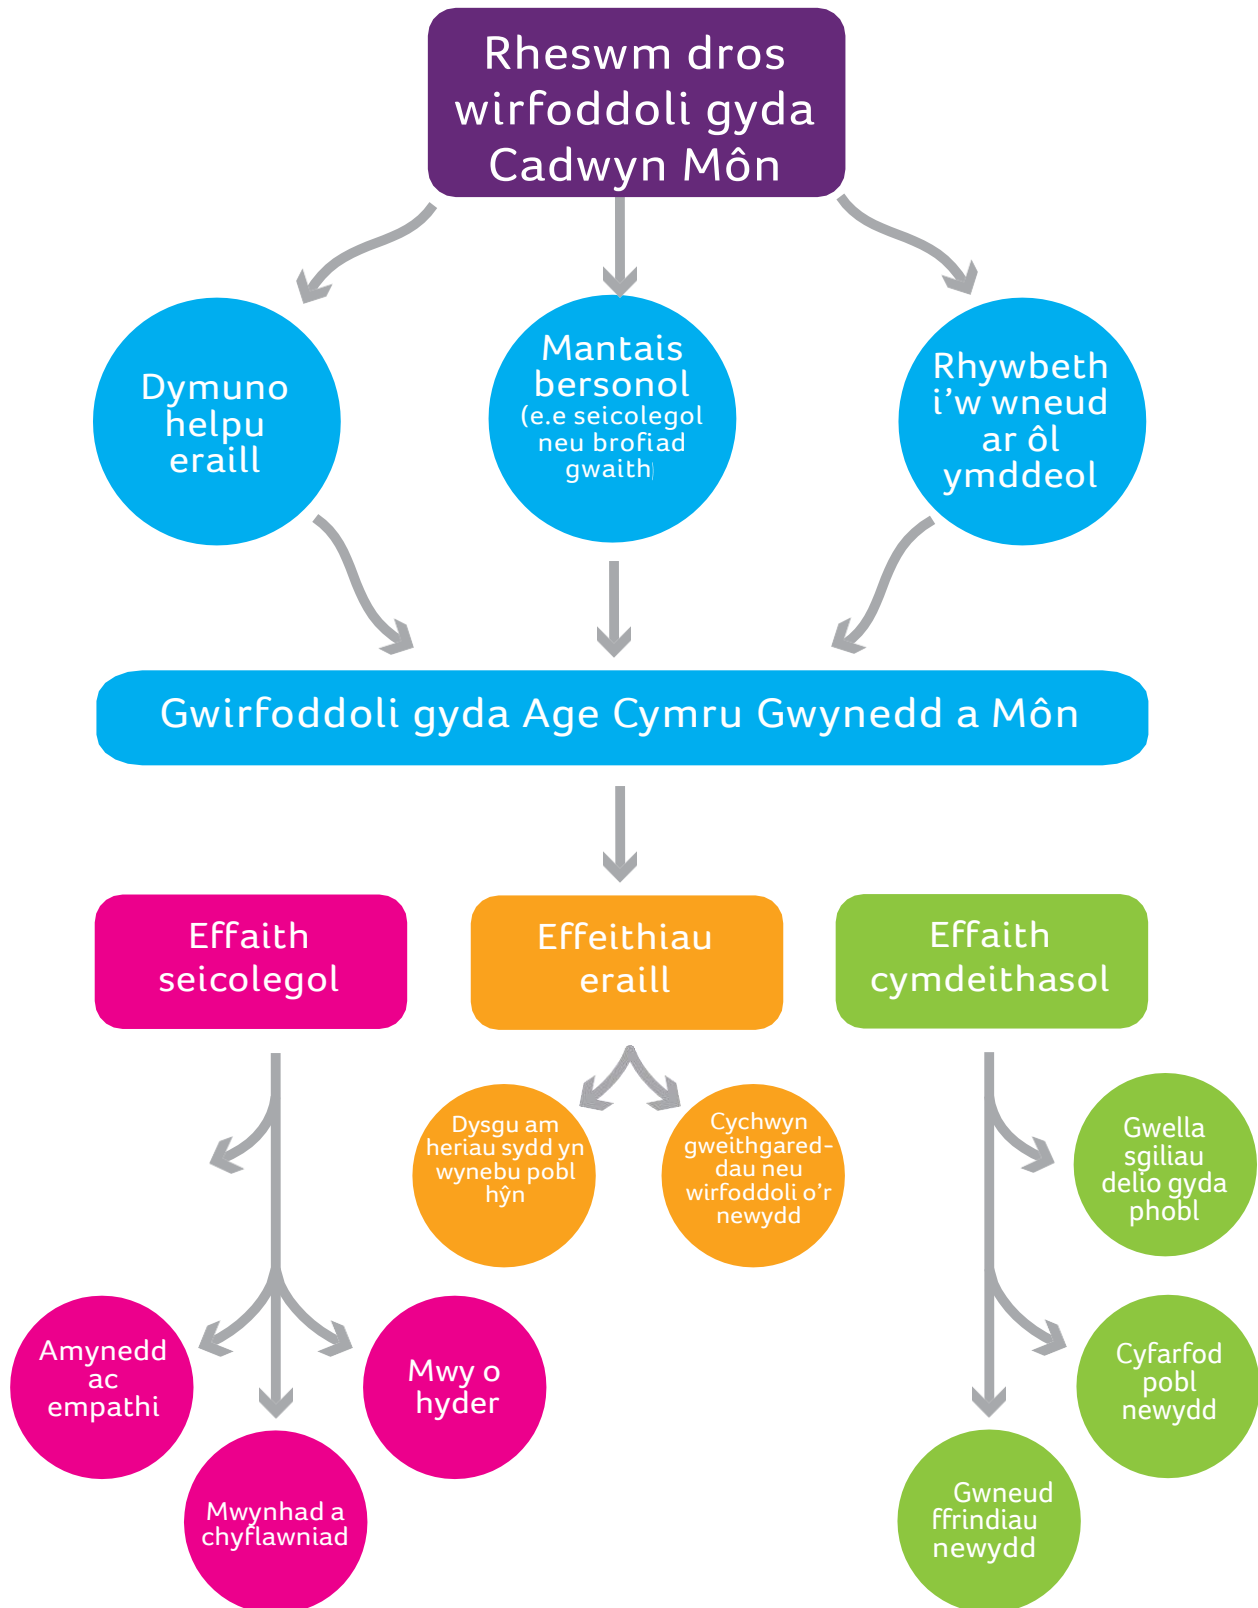 Rheswm dros
wirfoddoli gyda
Cadwyn Môn
Dymuno
helpu
eraill
Mantais
bersonol
(e.e seicolegol
neu brofiad
gwaith)
Rhywbeth
i’w wneud
ar ôl
ymddeol
Gwirfoddoli gyda Age Cymru Gwynedd a Môn
Effaith
seicolegol
Effeithiau
eraill
Effaith
cymdeithasol
Dysgu am
heriau sydd yn
wynebu pobl
hŷn
Cychwyn
gweithgared-
dau neu
wirfoddoli o’r
newydd
Gwella
sgiliau
delio gyda
phobl
Amynedd
ac
empathi
Mwy o
hyder
Mwynhad a
chyflawniad
Cyfarfod
pobl
newydd
Gwneud
ffrindiau
newydd